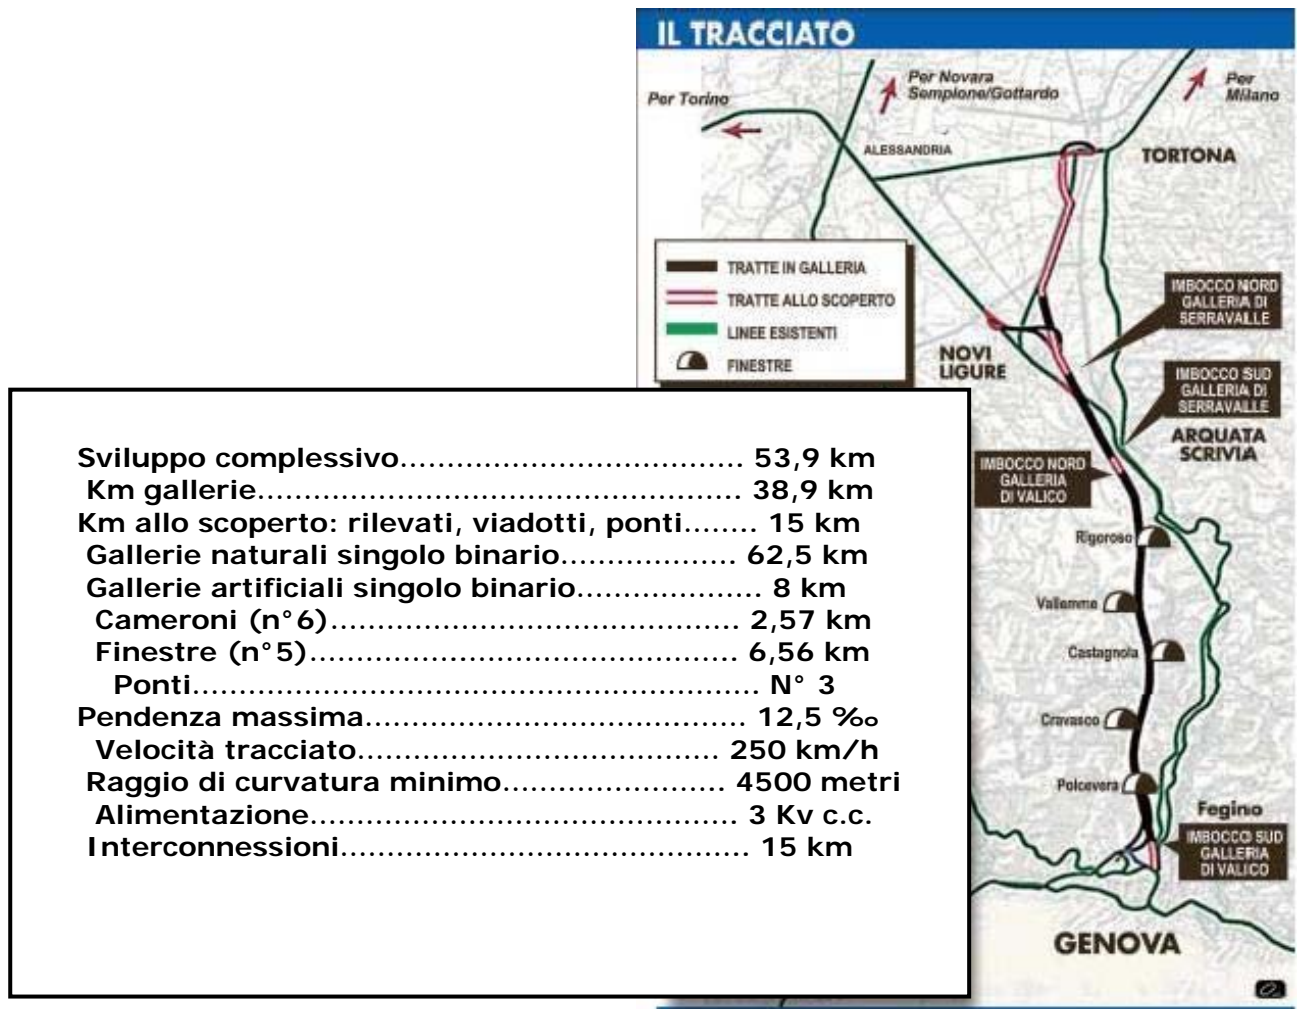 IL TRACCIATO
Per Novara
Sempione/Gottardo
Per
Milano
Per Torino
ALESSANDRIA
TORTONA
TRATTE IN GALLERIA
TRATTE ALLO SCOPERTO
LINEE ESISTENTI
FINESTRE
IMBOCCO NORD
GALLERIA DI
SERRAVALLE
NOVI
LIGURE
IMBOCCO SUD
GALLERIA DI
SERRAVALLE
ARQUATA
SCRIVIA
IMBOCCO NORD
GALLERIA
DI VALICO
Rigoroso
Vallemme
Castagnola
Cravasco
Polcevera
Fegino
IMBOCCO SUD
GALLERIA
DI VALICO
GENOVA
Sviluppo complessivo..................................... 53,9 km
Km gallerie.................................................... 38,9 km
Km allo scoperto: rilevati, viadotti, ponti........ 15 km
Gallerie naturali singolo binario................... 62,5 km
Gallerie artificiali singolo binario.................... 8 km
Cameroni (n°6)............................................ 2,57 km
Finestre (n°5).............................................. 6,56 km
Ponti............................................................. N° 3
Pendenza massima......................................... 12,5 ‰
Velocità tracciato....................................... 250 km/h
Raggio di curvatura minimo........................ 4500 metri
Alimentazione.............................................. 3 Kv c.c.
Interconnessioni............................................ 15 km